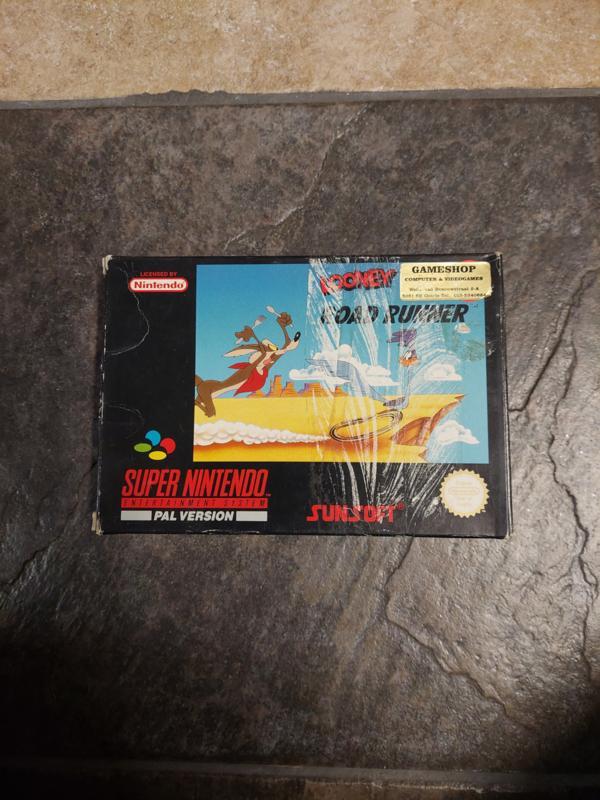 LICENSED BY
Nintendo
LOONEY
ROAD RUNNER
GAMESHOP
COMPUTER & VIDEOGAMES
SUPER NINTENDO
ENTERTAINMENT SYSTEM
PAL VERSION
SUNSOFT®